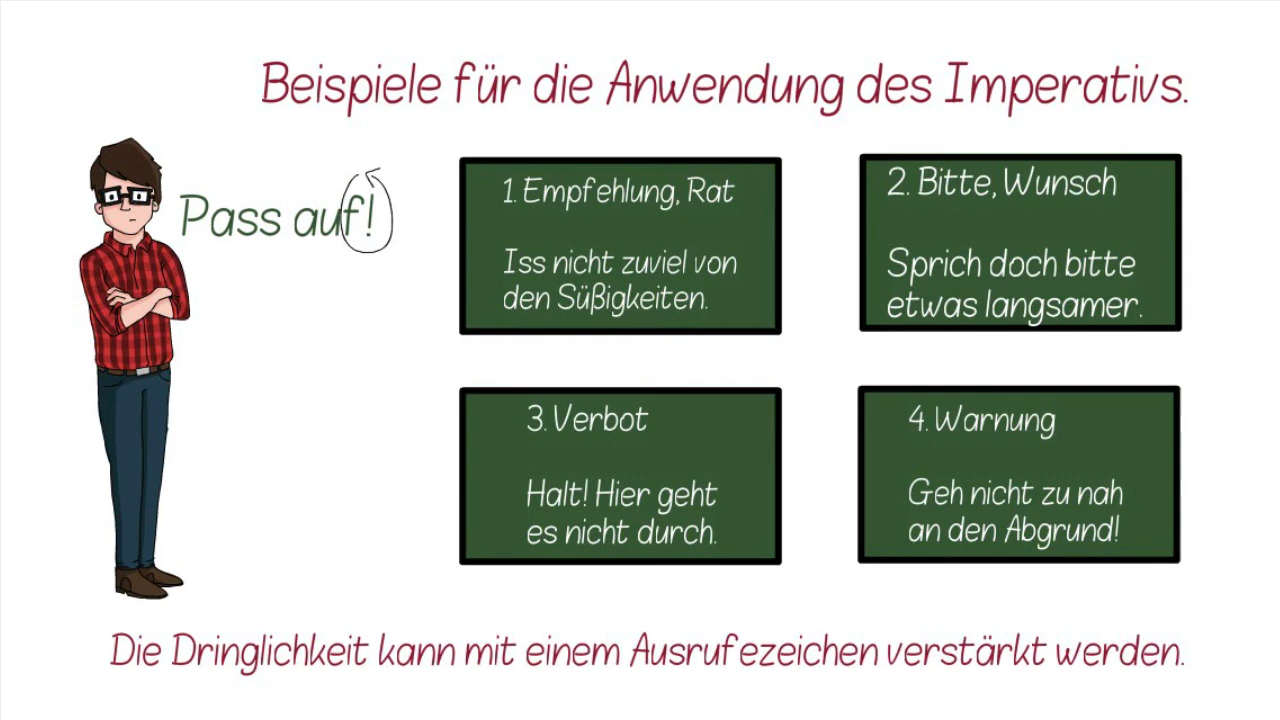 Beispiele für die Anwendung des Imperativs.
Pass auf!
1. Empfehlung, Rat
Iss nicht zuviel von
den Süßigkeiten.
2. Bitte, Wunsch
Sprich doch bitte
etwas langsamer.
3. Verbot
Halt! Hier geht
es nicht durch.
4. Warnung
Geh nicht zu nah
an den Abgrund!
Die Dringlichkeit kann mit einem Ausrufezeichen verstärkt werden.